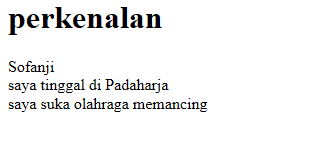 perkenalan
Sofanji
saya tinggal di Padaharja
saya suka olahraga memancing